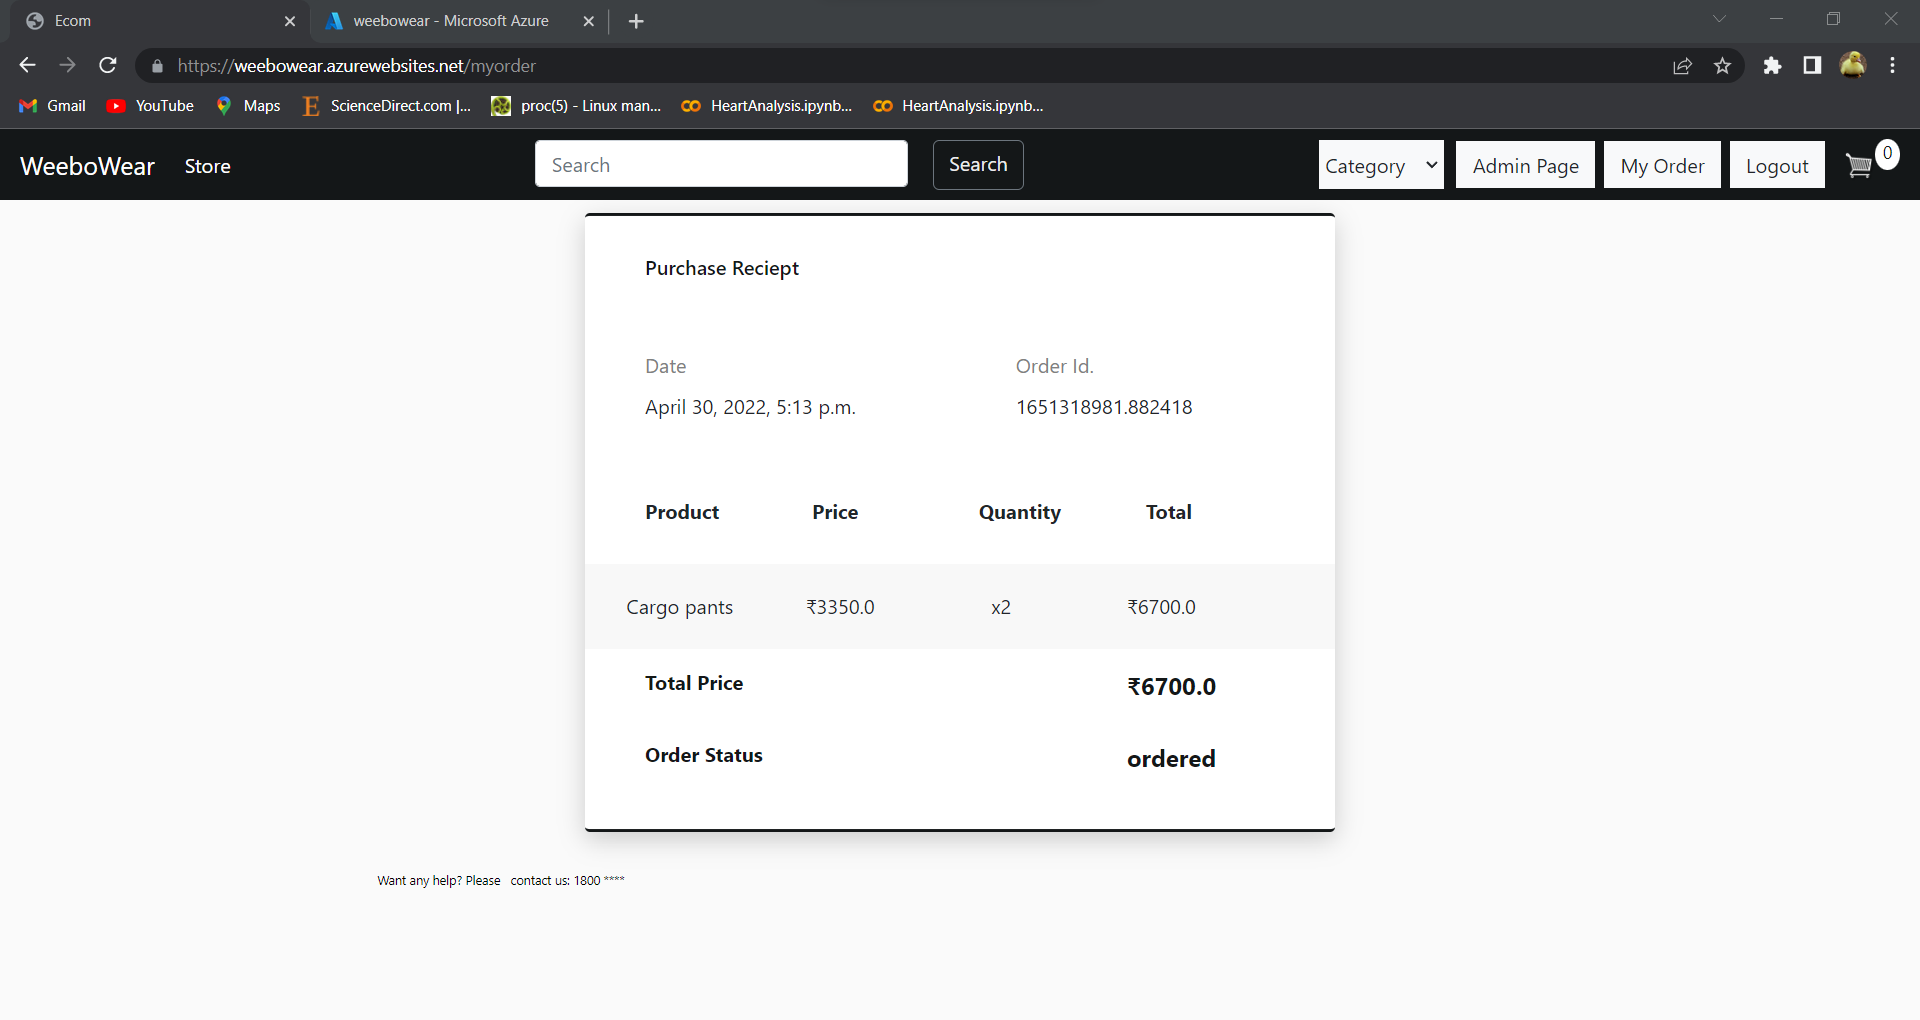 Ecom
weebowear - Microsoft Azure
https://weebowear.azurewebsites.net/myorder
Gmail YouTube Maps ScienceDirect.com |... proc(5) - Linux man... HeartAnalysis.ipynb... HeartAnalysis.ipynb...
WeeboWear Store Search Search Category Admin Page My Order Logout 0
Purchase Reciept
Date Order Id.
April 30, 2022, 5:13 p.m. 1651318981.882418
Product Price Quantity Total
Cargo pants ₹3350.0 x2 ₹6700.0
Total Price ₹6700.0
Order Status ordered
Want any help? Please contact us: 1800 ****